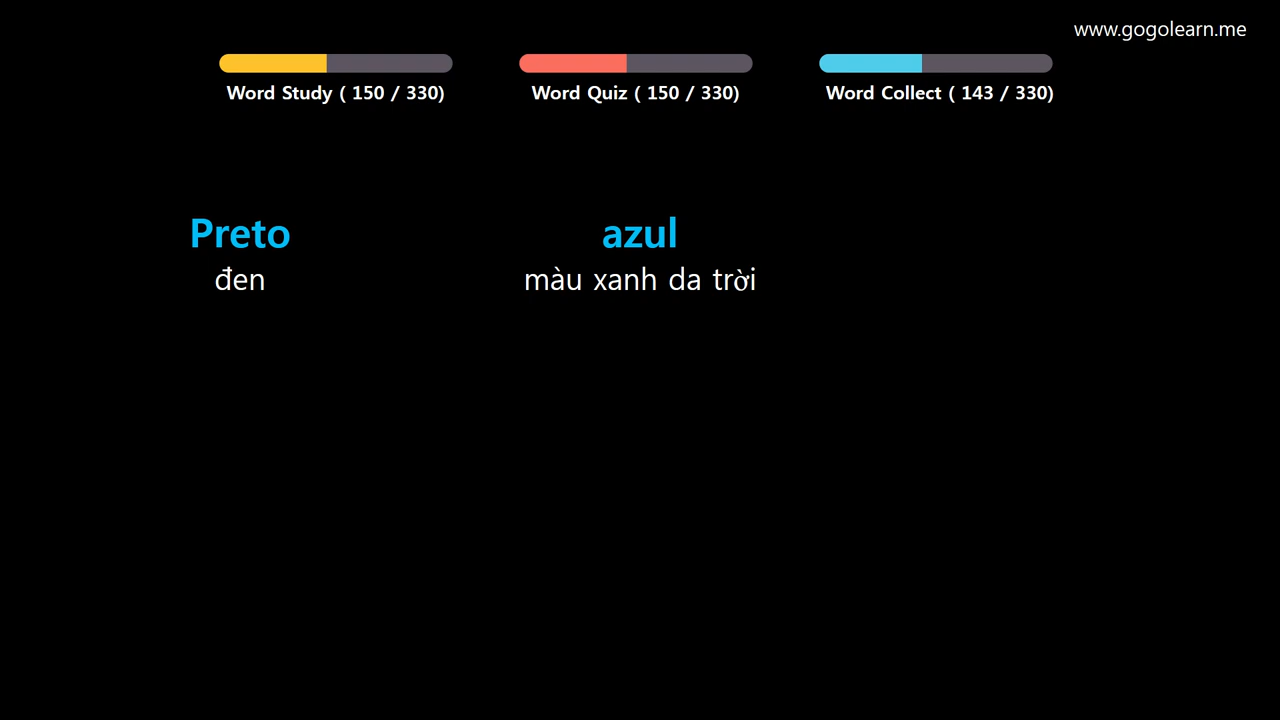 www.gogolearn.me
Word Study ( 150 / 330)
Word Quiz ( 150 / 330)
Word Collect ( 143 / 330)
Preto
đen
azul
màu xanh da trời